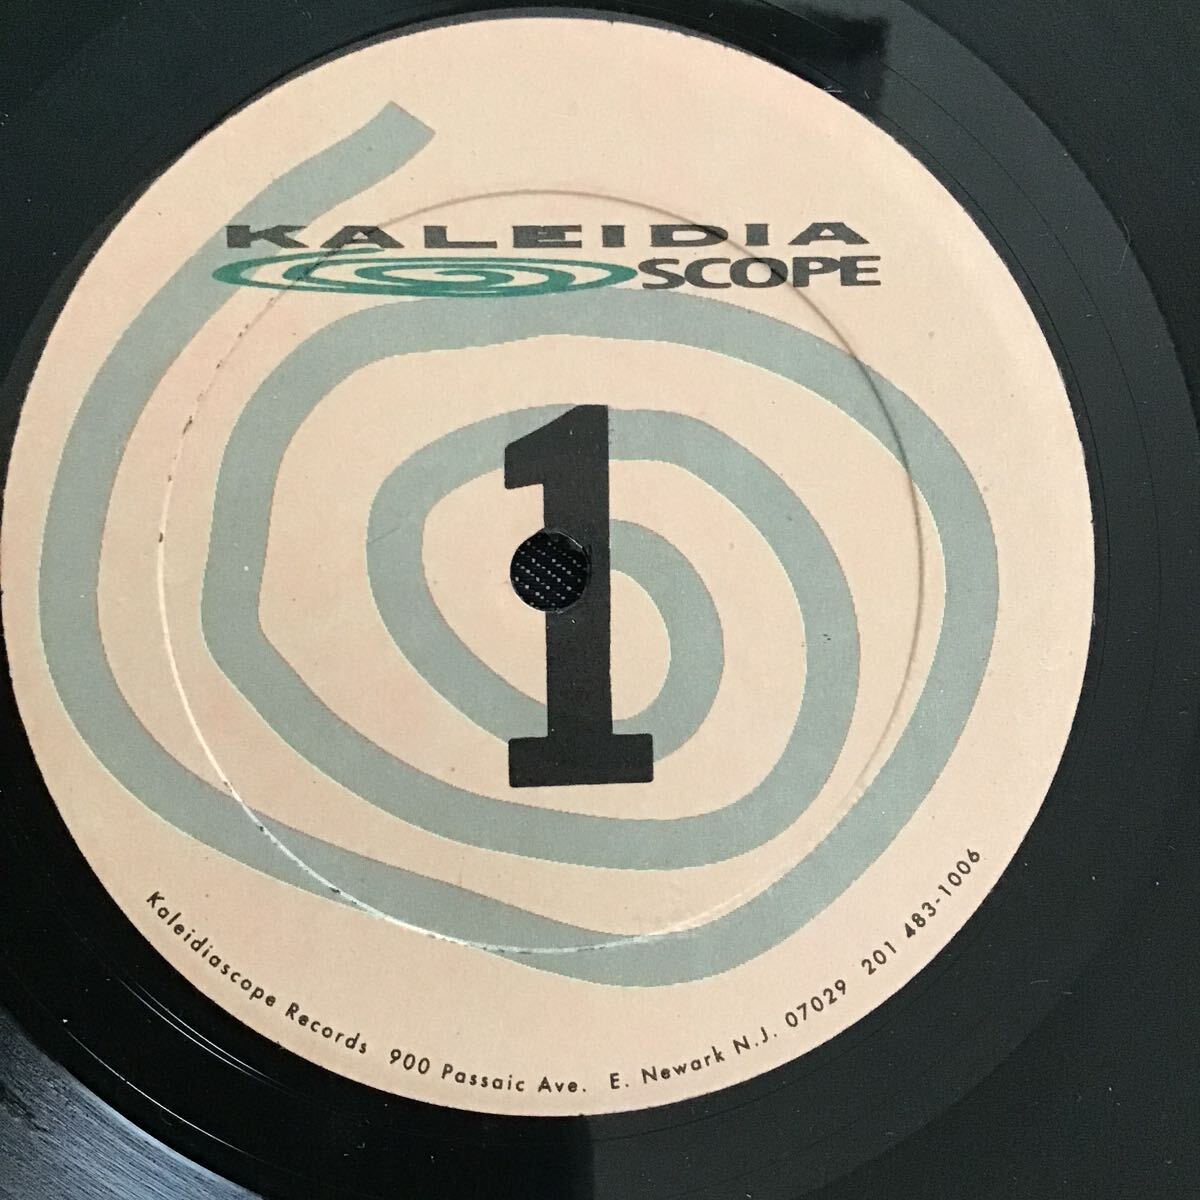 KALEIDIA
SCOPE
1
Kaleidiascope Records 900 Passaic Ave. E. Newark N.J. 07029 201 483-1006